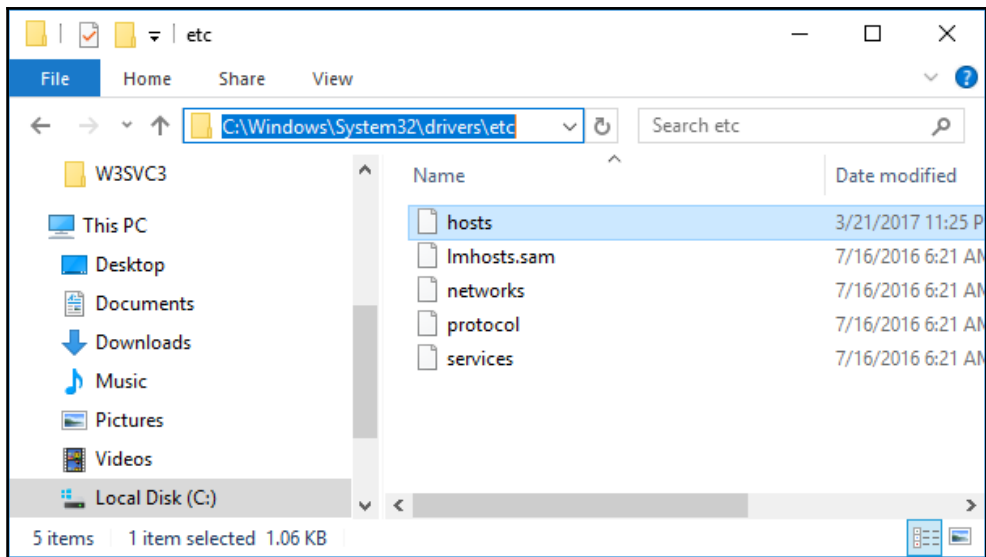 etc
File Home Share View
C:\Windows\System32\drivers\etc Search etc
W3SVC3
This PC
Desktop
Documents
Downloads
Music
Pictures
Videos
Local Disk (C:)
Name Date modified
hosts 3/21/2017 11:25 P
lmhosts.sam 7/16/2016 6:21 AM
networks 7/16/2016 6:21 AM
protocol 7/16/2016 6:21 AM
services 7/16/2016 6:21 AM
5 items 1 item selected 1.06 KB